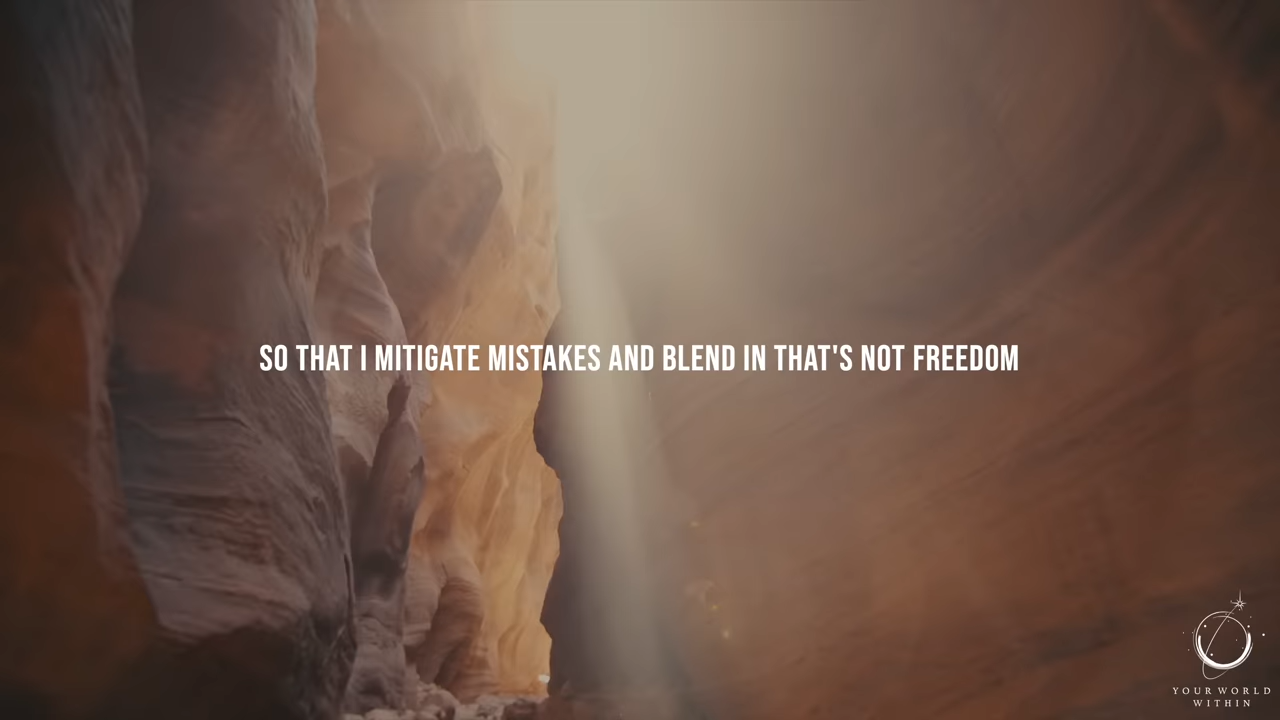 SO THAT I MITIGATE MISTAKES AND BLEND IN THAT'S NOT FREEDOM
YOUR WORLD
WITHIN